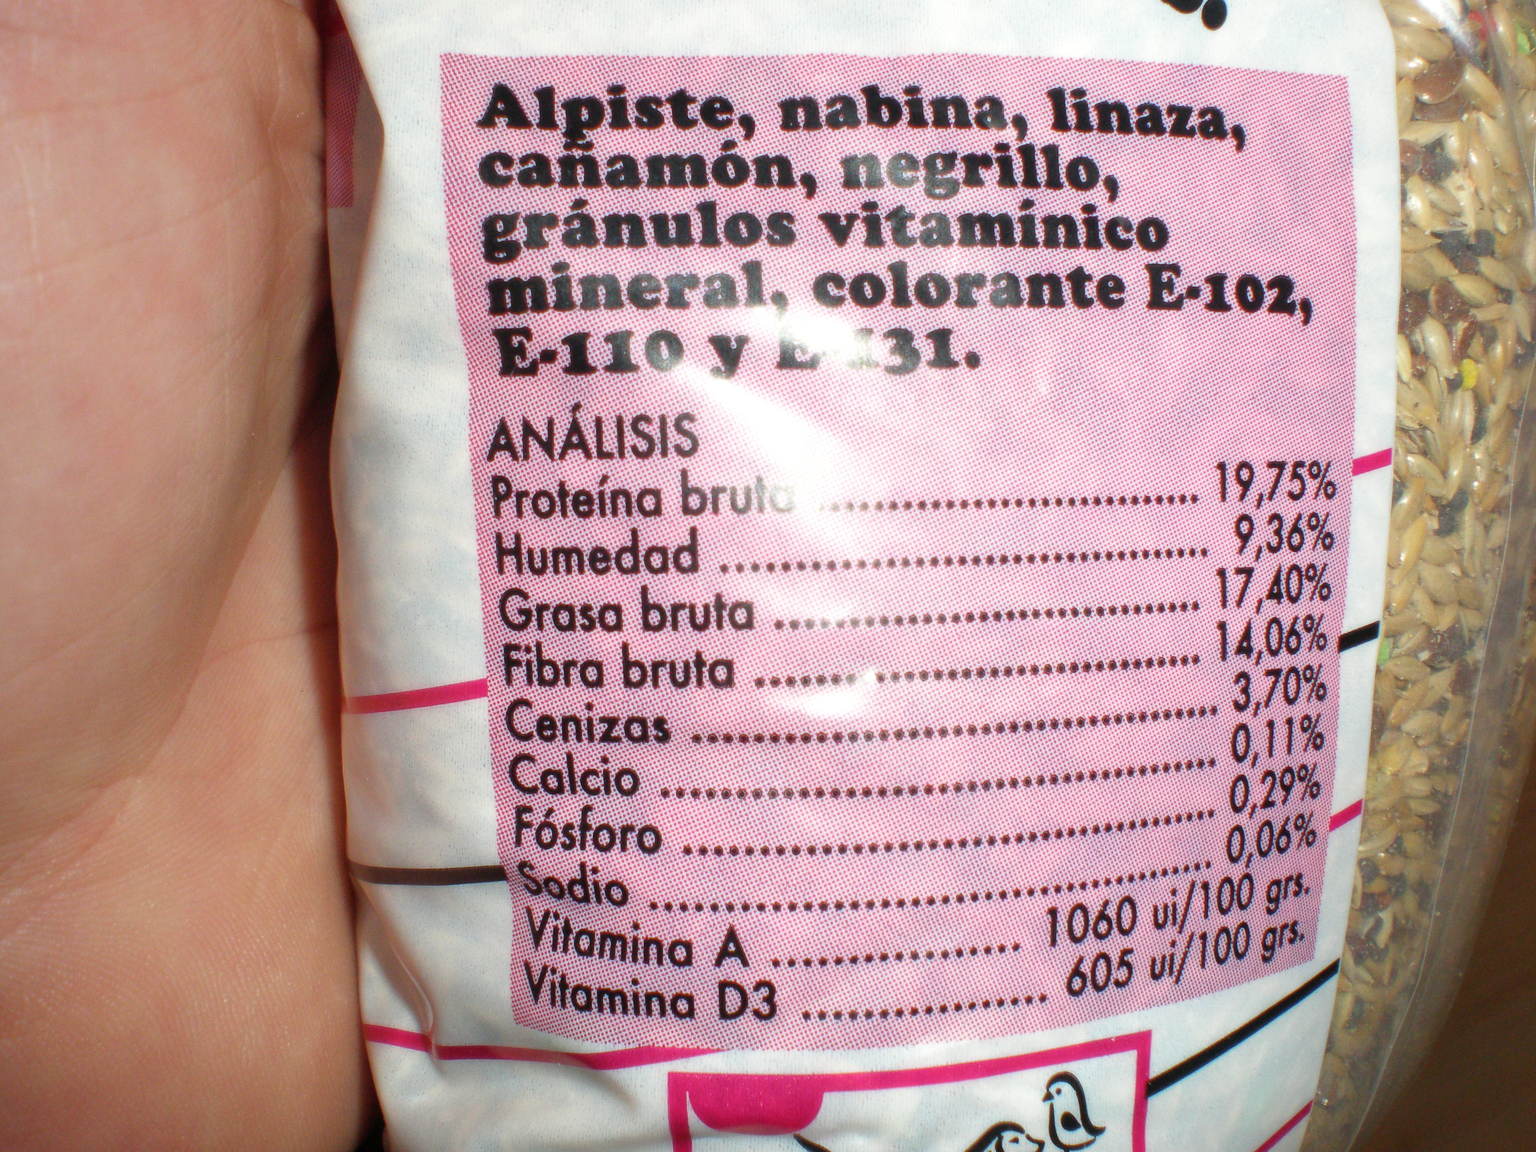 Alpiste, nabina, linaza,
cañamón, negrillo,
gránulos vitamínico
mineral, colorante E-102,
E-110 y E-131.
ANÁLISIS
Proteína bruta ................................ 19,75%
Humedad ................................ 9,36%
Grasa bruta ................................ 17,40%
Fibra bruta ................................ 14,06%
Cenizas ................................ 3,70%
Calcio ................................ 0,11%
Fósforo ................................ 0,29%
Sodio ................................ 0,06%
Vitamina A ................ 1060 ui/100 grs.
Vitamina D3 ................ 605 ui/100 grs.